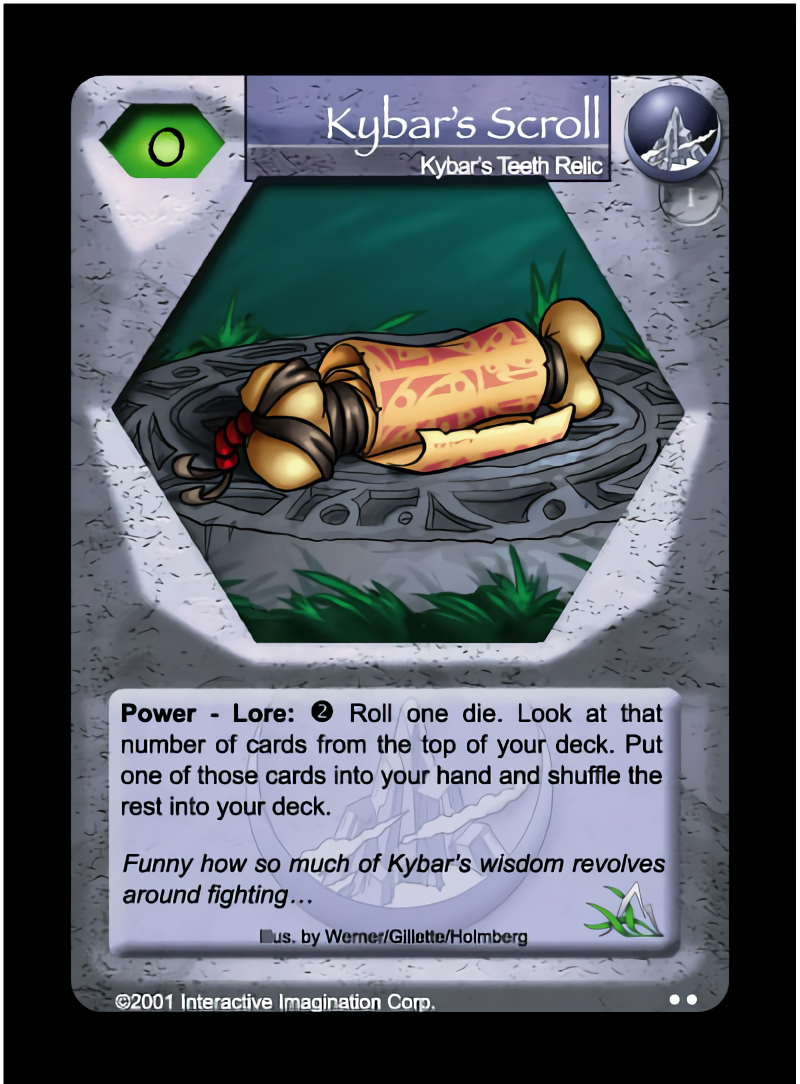 0
Kybar's Scroll
Kybar's Teeth Relic
I
Power - Lore: ❷ Roll one die. Look at that
number of cards from the top of your deck. Put
one of those cards into your hand and shuffle the
rest into your deck.
Funny how so much of Kybar's wisdom revolves
around fighting...
Illus. by Werner/Gillette/Holmberg
©2001 Interactive Imagination Corp.